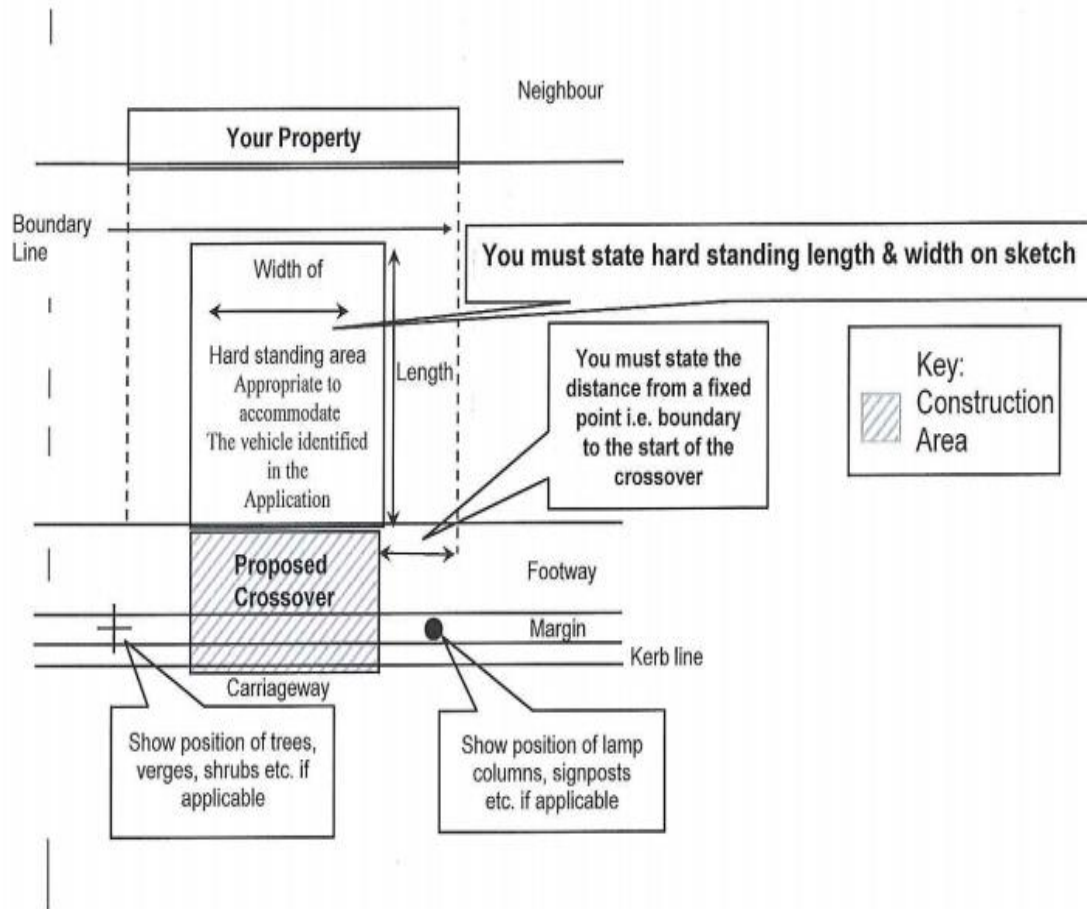 Neighbour
Your Property
Boundary
Line
You must state hard standing length & width on sketch
Width of
Hard standing area
Appropriate to
accommodate
The vehicle identified
in the
Application
Length
You must state the
distance from a fixed
point i.e. boundary
to the start of the
crossover
Key:
Construction
Area
Proposed
Crossover
Footway
Margin
Kerb line
Carriageway
Show position of trees,
verges, shrubs etc. if
applicable
Show position of lamp
columns, signposts
etc. if applicable